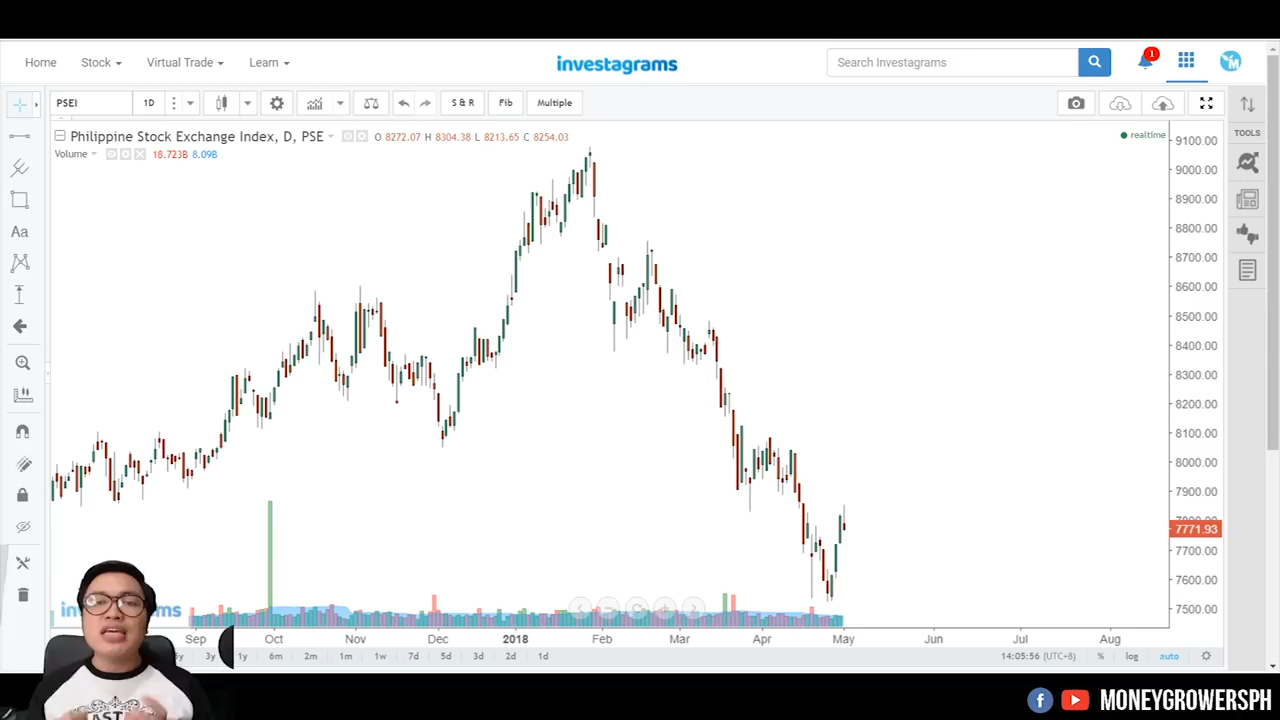 Home Stock Virtual Trade Learn investagrams Search Investagrams 1
PSEI 1D S & R Fib Multiple
Philippine Stock Exchange Index, D, PSE O 8272.07 H 8304.38 L 8213.65 C 8254.03 realtime
Volume 18.723B 8.09B
TOOLS
Aa
9100.00
9000.00
8900.00
8800.00
8700.00
8600.00
8500.00
8400.00
8300.00
8200.00
8100.00
8000.00
7900.00
7771.93
7700.00
7600.00
7500.00
Sep Oct Nov Dec 2018 Feb Mar Apr May Jun Jul Aug
3y 1y 6m 2m 1m 1w 7d 5d 3d 2d 1d 14:05:56 (UTC+8) % log auto
MONEYGROWERSPH